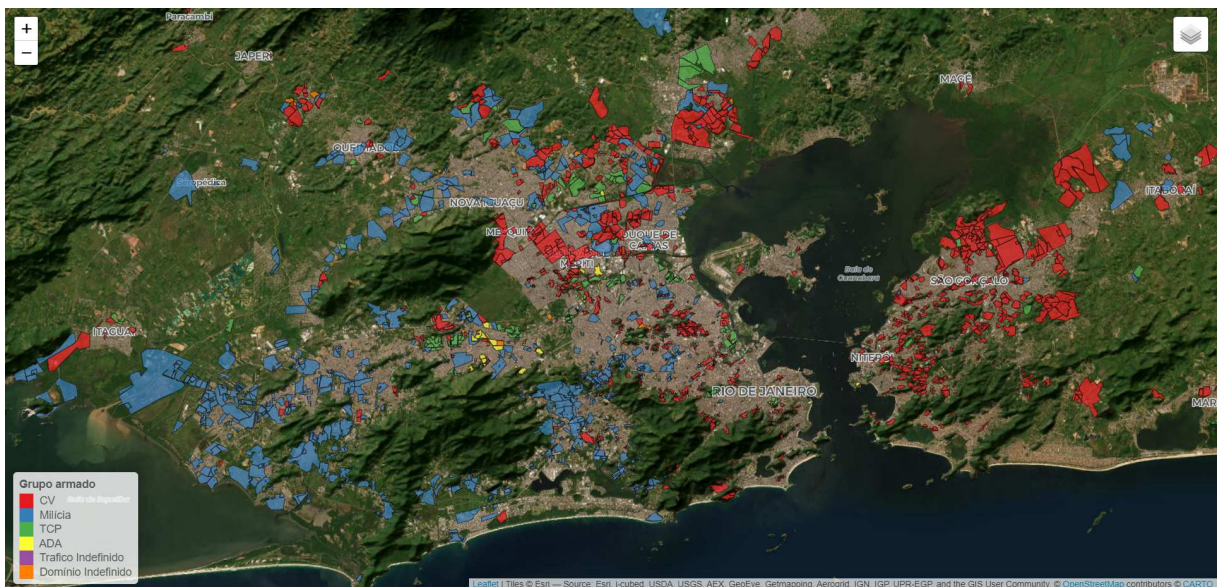 +
−
Paracambi
JAPERI
MAGÉ
Seropédica
ITABORAÍ
NOVA IGUAÇU
DUQUE DE
CAXIAS
Baía de
Guanabara
SÃO GONÇALO
ITAGUAÍ
NITERÓI
RIO DE JANEIRO
MAR
Grupo armado
CV
Milícia
TCP
ADA
Trafico Indefinido
Domínio Indefinido
Leaflet | Tiles © Esri — Source: Esri, i-cubed, USDA, USGS, AEX, GeoEye, Getmapping, Aerogrid, IGN, IGP, UPR-EGP, and the GIS User Community, © OpenStreetMap contributors © CARTO